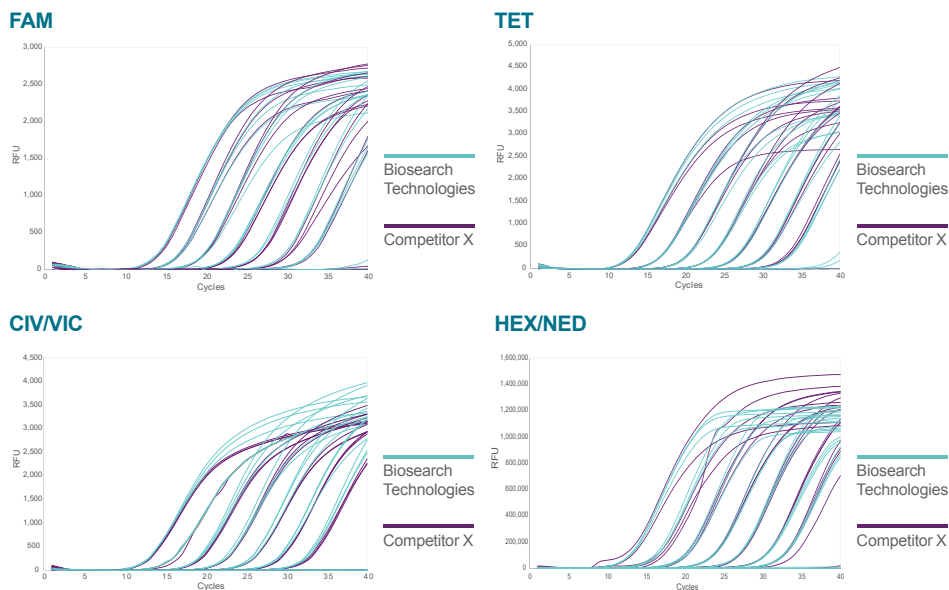 FAM
3,000
2,500
2,000
1,500
1,000
500
0
RFU
0 5 10 15 20 25 30 35 40
Cycles
Biosearch
Technologies
Competitor X
TET
5,000
4,500
4,000
3,500
3,000
2,500
2,000
1,500
1,000
500
0
RFU
0 5 10 15 20 25 30 35 40
Cycles
Biosearch
Technologies
Competitor X
CIV/VIC
4,500
4,000
3,500
3,000
2,500
2,000
1,500
1,000
500
0
RFU
0 5 10 15 20 25 30 35 40
Cycles
Biosearch
Technologies
Competitor X
HEX/NED
1,600,000
1,400,000
1,200,000
1,000,000
800,000
600,000
400,000
200,000
0
RFU
0 5 10 15 20 25 30 35 40
Cycles
Biosearch
Technologies
Competitor X